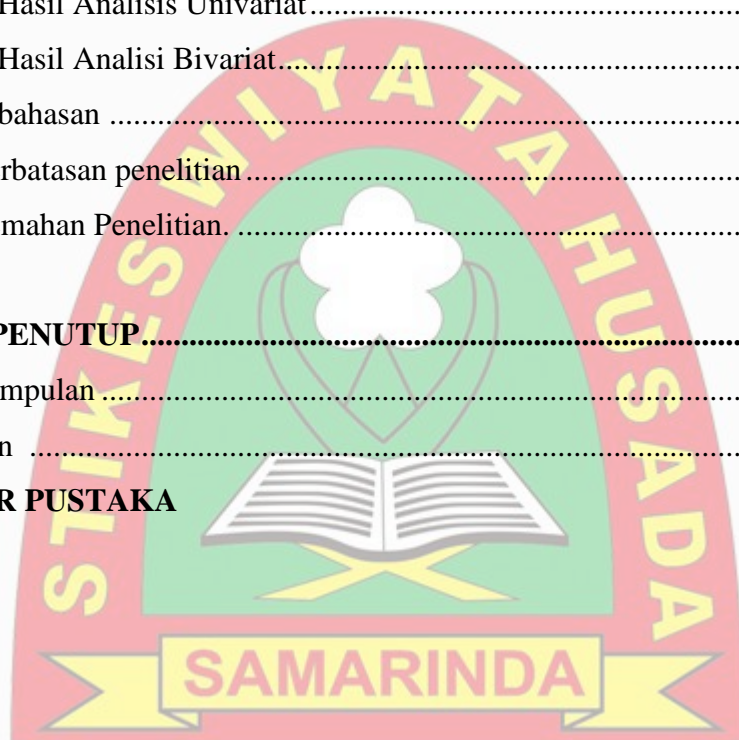 Hasil Analisis Univariat..........................................................
Hasil Analisi Bivariat..............................................................
bahasan ....................................................................................
rbatasan penelitian..................................................................
mahan Penelitian. ...................................................................
PENUTUP................................................................................
mpulan .....................................................................................
n ...............................................................................................
R PUSTAKA
STIKES WIYATA HUSADA
SAMARINDA